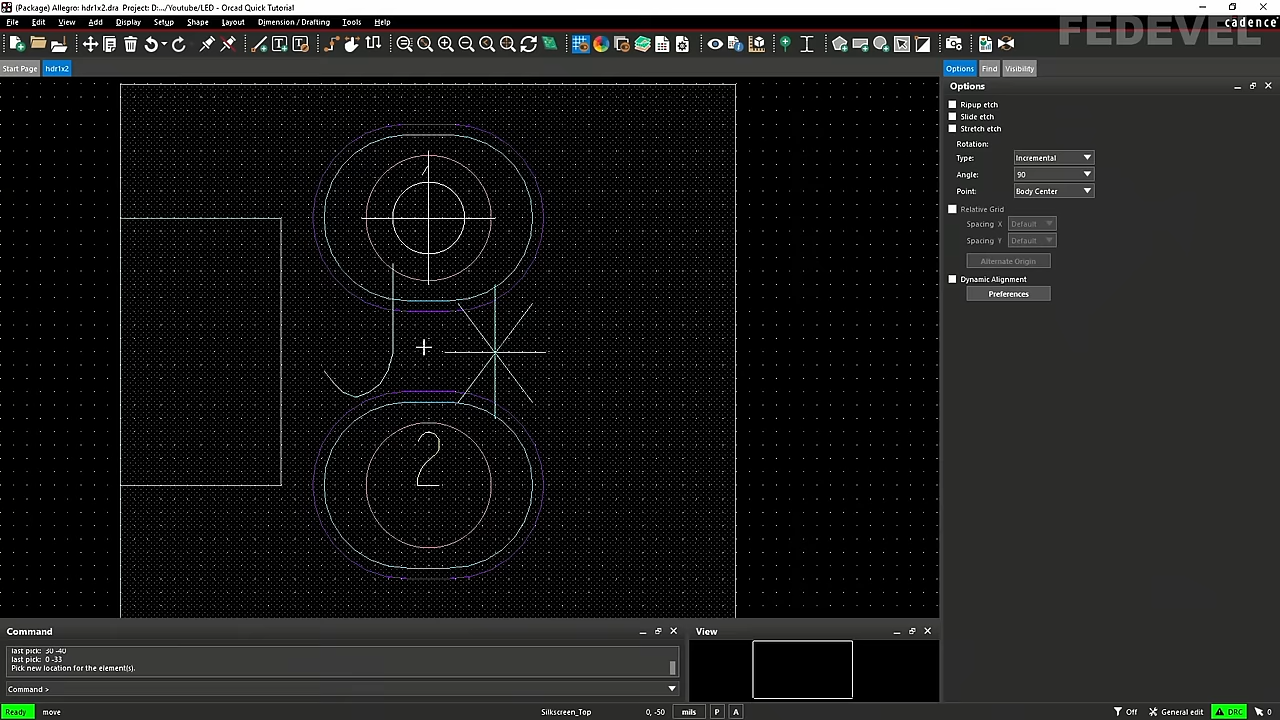 (Package) Allegro: hdr1x2.dra Project: D:.../Youtube/LED - Orcad Quick Tutorial
File Edit View Add Display Setup Shape Layout Dimension / Drafting Tools Help
cadence
FEDEVEL
Start Page hdr1x2
Options Find Visibility
Options
Ripup etch
Slide etch
Stretch etch
Rotation:
Type: Incremental
Angle: 90
Point: Body Center
Relative Grid
Spacing X Default
Spacing Y Default
Alternate Origin
Dynamic Alignment
Preferences
2
Command
last pick: 30 -40
last pick: 0 -33
Pick new location for the element(s).
Command >
View
Ready move Silkscreen_Top 0, -50 mils P A Off General edit DRC 0